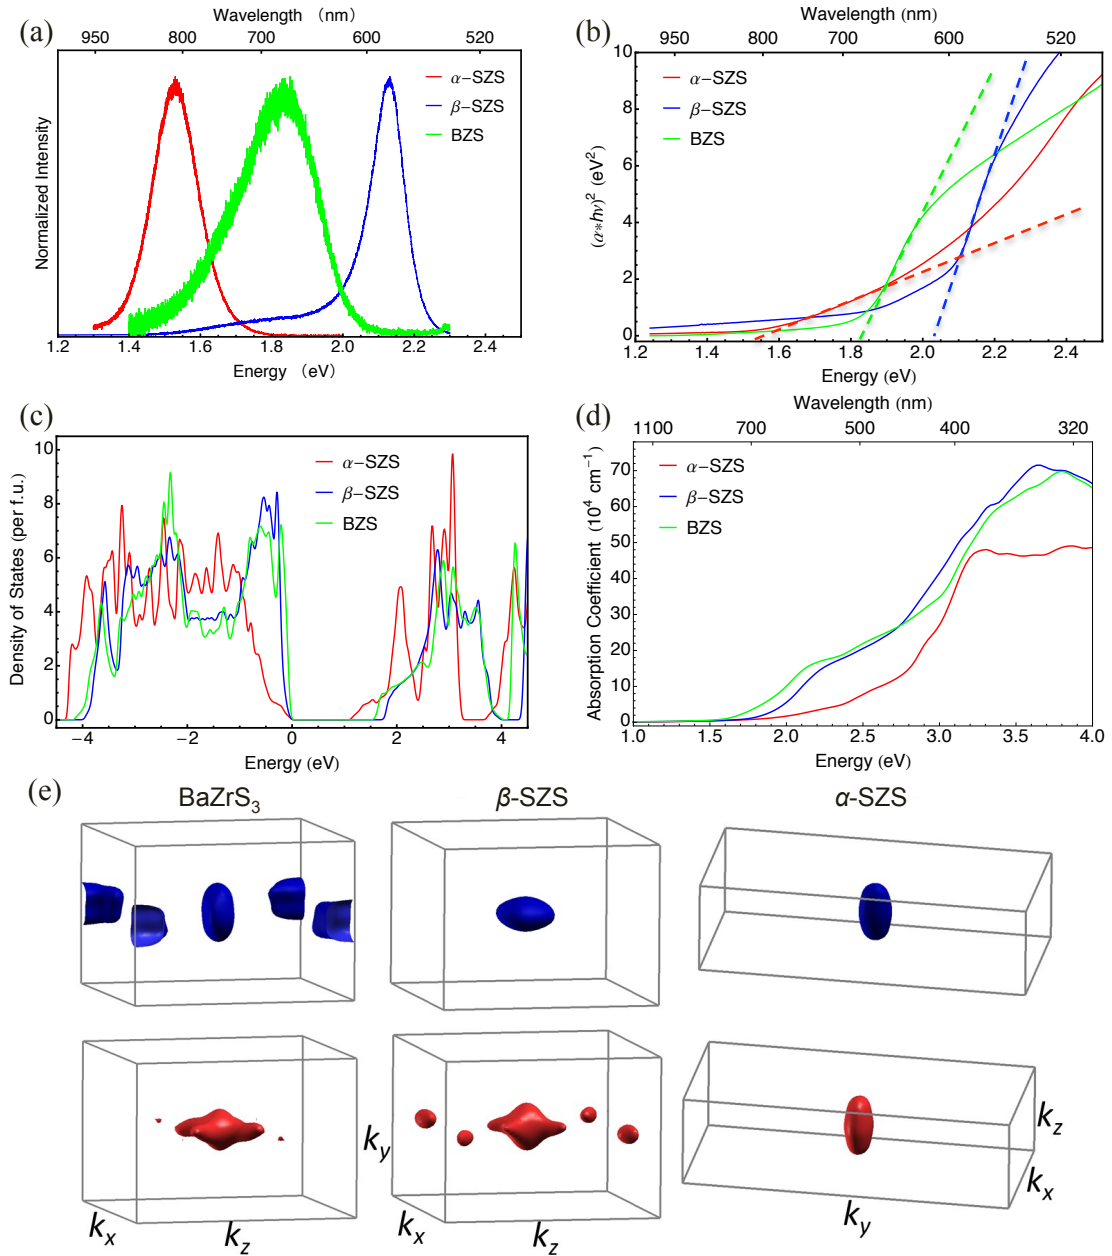 (a)
Wavelength (nm)
950 800 700 600 520
α-SZS
β-SZS
BZS
Normalized Intensity
1.2 1.4 1.6 1.8 2.0 2.2 2.4
Energy (eV)
(b)
Wavelength (nm)
950 800 700 600 520
10
8
6
4
2
0
α-SZS
β-SZS
BZS
(α*hν)² (eV²)
1.2 1.4 1.6 1.8 2.0 2.2 2.4
Energy (eV)
(c)
10
8
6
4
2
0
α-SZS
β-SZS
BZS
Density of States (per f.u.)
−4 −2 0 2 4
Energy (eV)
(d)
Wavelength (nm)
1100 700 500 400 320
70
60
50
40
30
20
10
0
α-SZS
β-SZS
BZS
Absorption Coefficient (10⁴ cm⁻¹)
1.0 1.5 2.0 2.5 3.0 3.5 4.0
Energy (eV)
(e)
BaZrS₃ β-SZS α-SZS
kx kz
ky
kx kz
kz
kx
ky